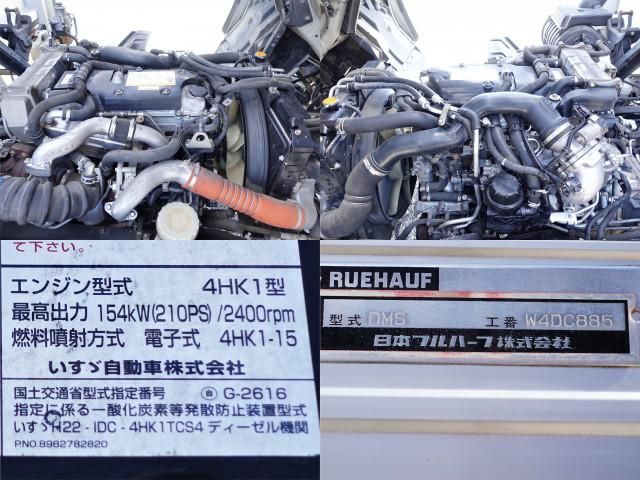 て下さい。
エンジン型式 4HK1型
最高出力 154kW(210PS)/2400rpm
燃料噴射方式 電子式 4HK1-15
いすゞ自動車株式会社
国土交通省型式指定番号 自 G-2616
指定に係る一酸化炭素等発散防止装置型式
いすゞH22-IDC-4HK1TCS4 ディーゼル機関
P.NO.8982782820
RUEHAUF
型式 DMS 工番 W4DC885
日本フルハーフ株式会社